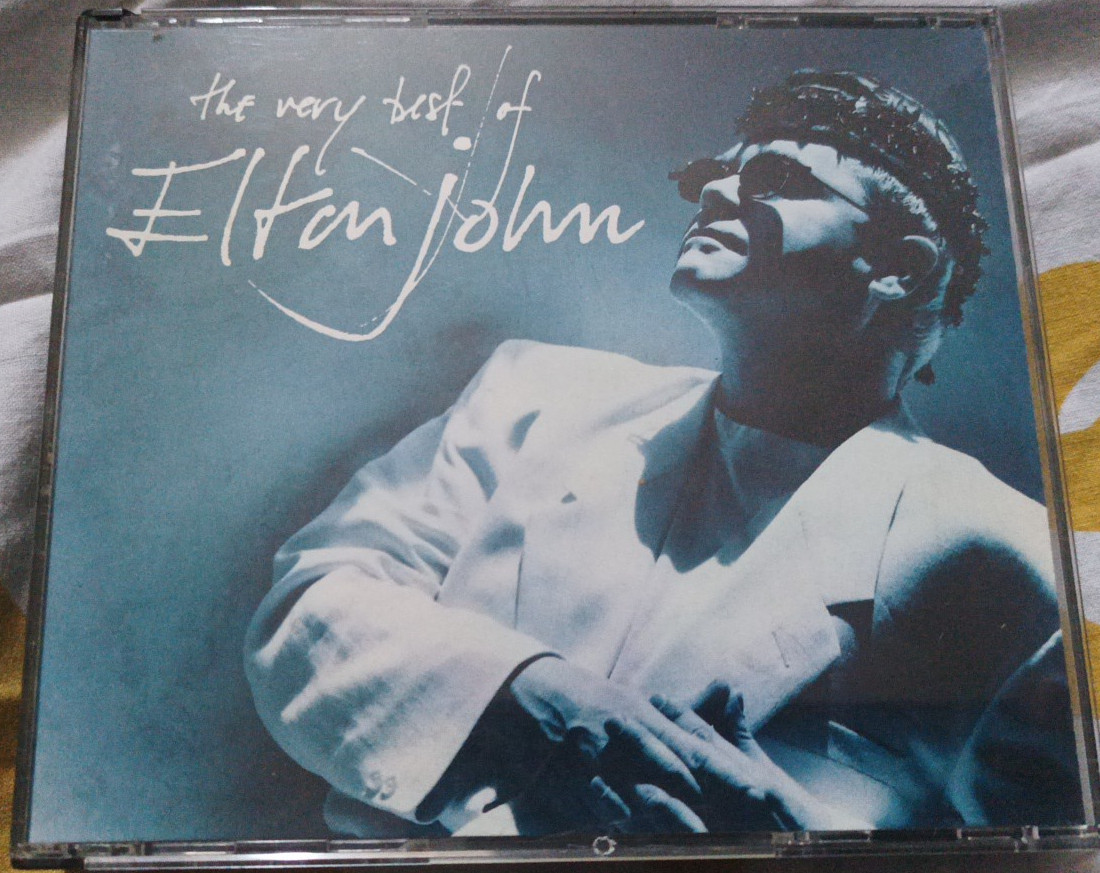 the very best of
Elton john